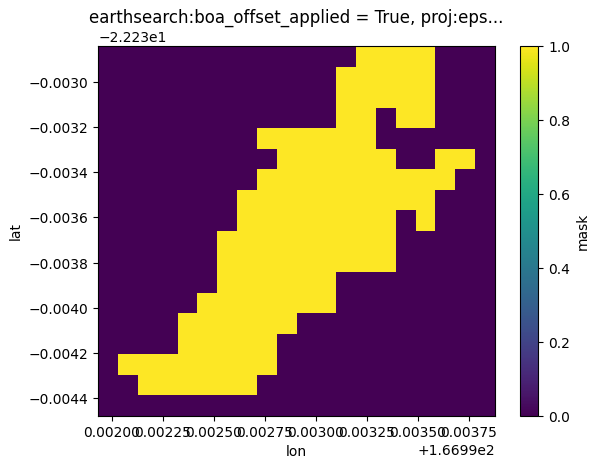 earthsearch:boa_offset_applied = True, proj:eps...
−2.223e1
−0.0030
−0.0032
−0.0034
−0.0036
−0.0038
−0.0040
−0.0042
−0.0044
lat
0.00200 0.00225 0.00250 0.00275 0.00300 0.00325 0.00350 0.00375
lon
+1.6699e2
1.0
0.8
0.6
0.4
0.2
0.0
mask